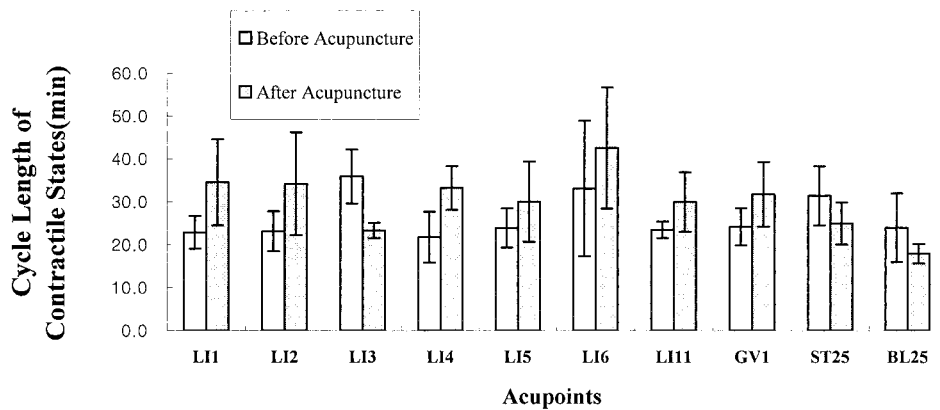 Before Acupuncture
After Acupuncture
Cycle Length of
Contractile States(min)
60.0
50.0
40.0
30.0
20.0
10.0
0.0
LI1 LI2 LI3 LI4 LI5 LI6 LI11 GV1 ST25 BL25
Acupoints